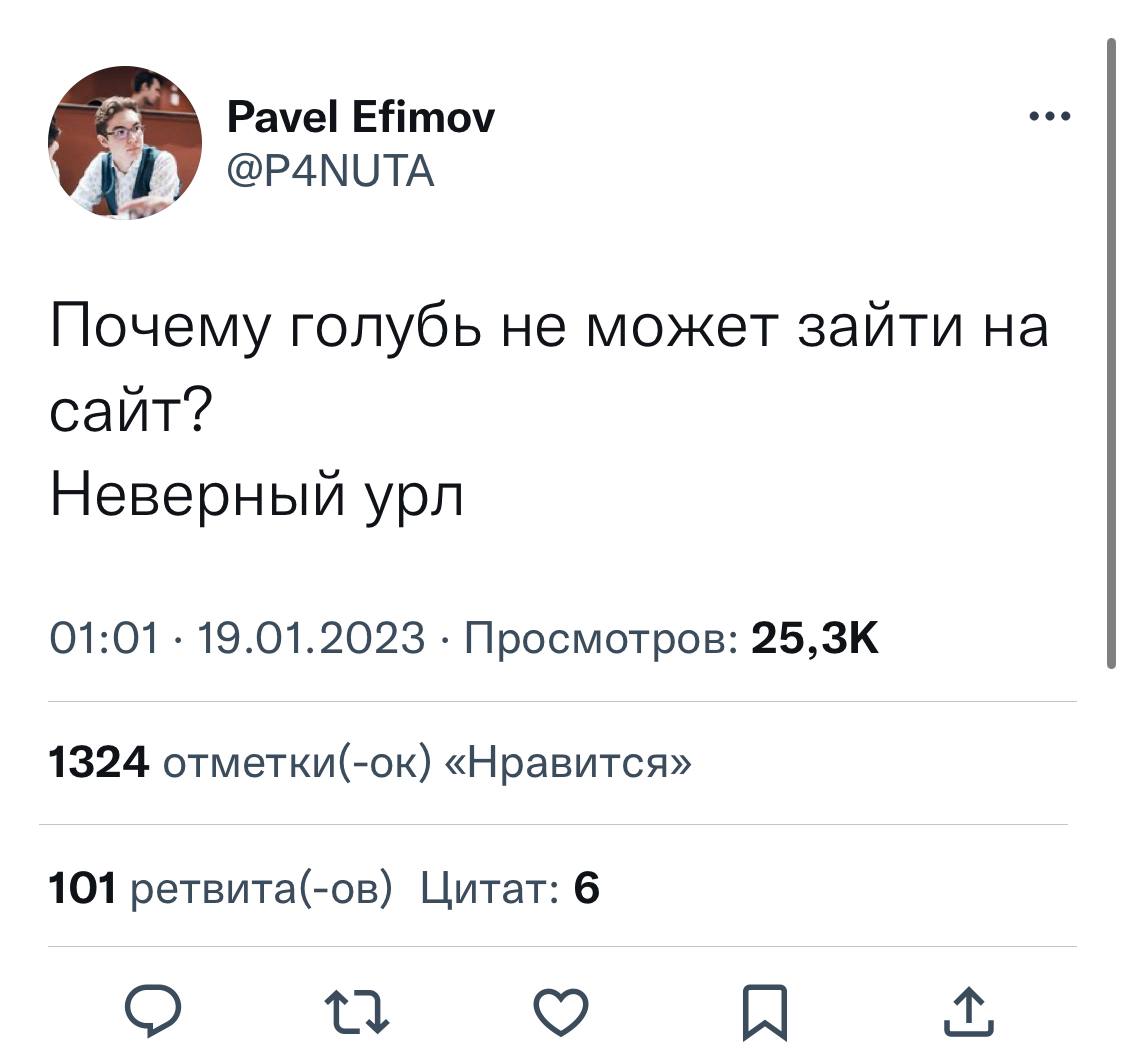 Pavel Efimov
@P4NUTA
Почему голубь не может зайти на
сайт?
Неверный урл
01:01 · 19.01.2023 · Просмотров: 25,3K
1324 отметки(-ок) «Нравится»
101 ретвита(-ов) Цитат: 6